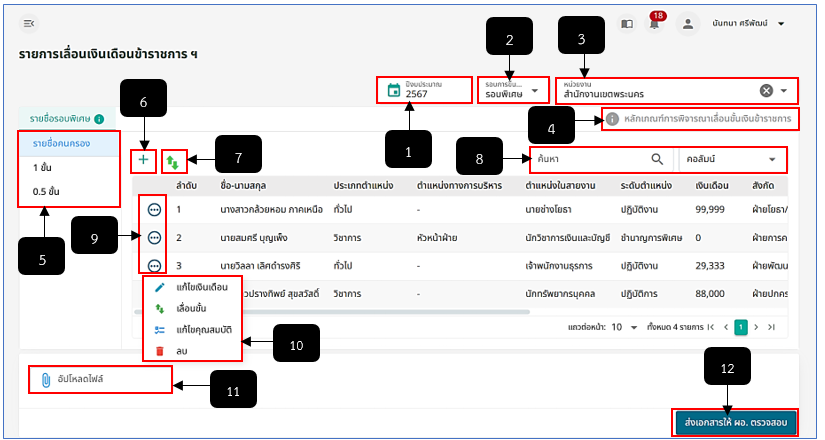 18
นันทนา ศรีพัฒน์
รายการเลื่อนเงินเดือนข้าราชการ ฯ
2
3
ปีงบประมาณ
2567
รอบการขึ้น...
รอบพิเศษ
หน่วยงาน
สำนักงานเขตพระนคร
6
1
4
หลักเกณฑ์การพิจารณาเลื่อนขั้นเงินข้าราชการ
รายชื่อรอบพิเศษ
รายชื่อคนครอง
1 ขั้น
0.5 ขั้น
7
8
ค้นหา
คอลัมน์
ลำดับ ชื่อ-นามสกุล ประเภทตำแหน่ง ตำแหน่งทางการบริหาร ตำแหน่งในสายงาน ระดับตำแหน่ง เงินเดือน สังกัด
1 นางสาวกล้วยหอม ภาคเหนือ ทั่วไป - นายช่างโยธา ปฏิบัติงาน 99,999 ฝ่ายโยธา/
9
5
2 นายสมศรี บุญเพ็ง วิชาการ หัวหน้าฝ่าย นักวิชาการเงินและบัญชี ชำนาญการพิเศษ 0 ฝ่ายการค
3 นายวิลลา เลิศดำรงศิริ ทั่วไป - เจ้าพนักงานธุรการ ปฏิบัติงาน 29,333 ฝ่ายพัฒน
วปรางทิพย์ สุขสวัสดิ์ วิชาการ - นักทรัพยากรบุคคล ปฏิบัติการ 88,000 ฝ่ายปกคร
แก้ไขเงินเดือน
เลื่อนขั้น
แก้ไขคุณสมบัติ
ลบ
10
แถวต่อหน้า: 10 ทั้งหมด 4 รายการ 1
อัปโหลดไฟล์
11
12
ส่งเอกสารให้ ผอ. ตรวจสอบ